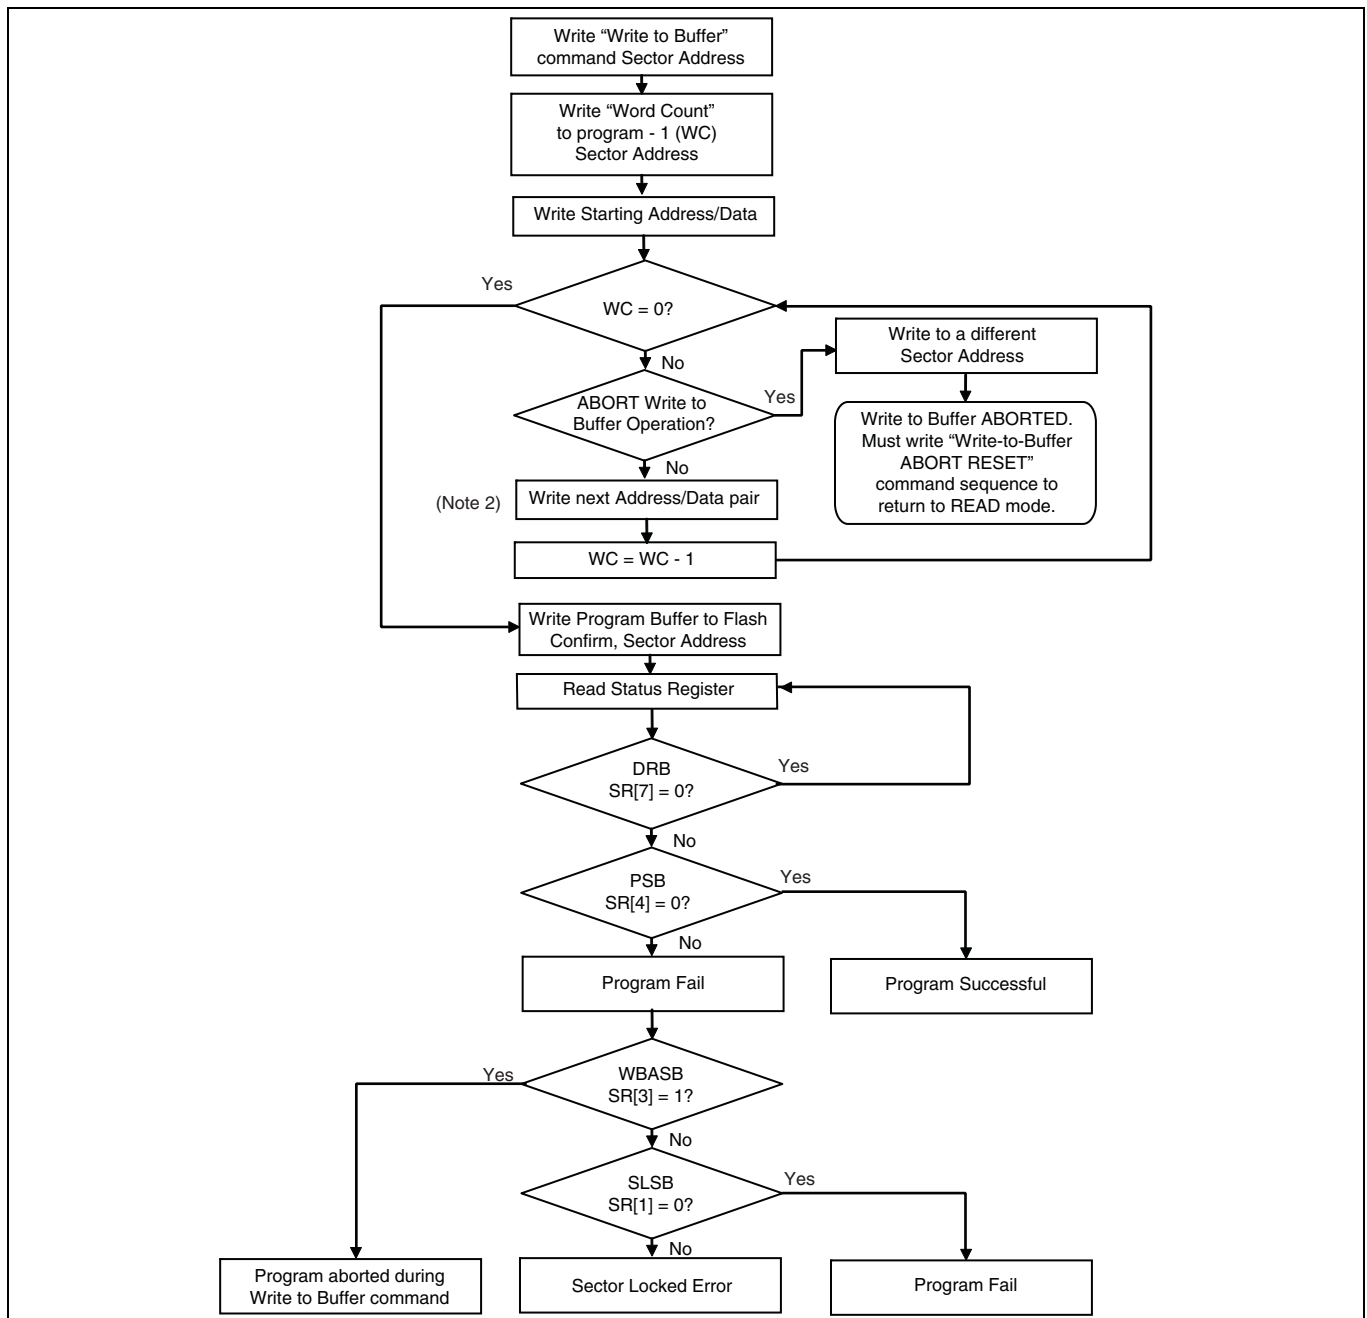 Write “Write to Buffer”
command Sector Address
Write “Word Count”
to program - 1 (WC)
Sector Address
Write Starting Address/Data
Yes
WC = 0?
No
Write to a different
Sector Address
ABORT Write to
Buffer Operation?
Yes
No
Write to Buffer ABORTED.
Must write “Write-to-Buffer
ABORT RESET”
command sequence to
return to READ mode.
(Note 2)
Write next Address/Data pair
WC = WC - 1
Write Program Buffer to Flash
Confirm, Sector Address
Read Status Register
DRB
SR[7] = 0?
Yes
No
PSB
SR[4] = 0?
Yes
No
Program Fail
Program Successful
Yes
WBASB
SR[3] = 1?
No
SLSB
SR[1] = 0?
Yes
No
Program aborted during
Write to Buffer command
Sector Locked Error
Program Fail